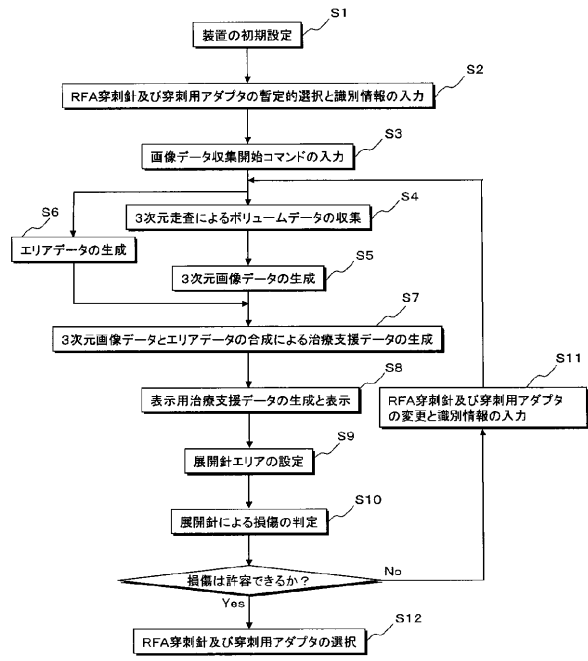 S1
装置の初期設定
S2
RFA穿刺針及び穿刺用アダプタの暫定的選択と識別情報の入力
S3
画像データ収集開始コマンドの入力
S4
3次元走査によるボリュームデータの収集
S6
エリアデータの生成
S5
3次元画像データの生成
S7
3次元画像データとエリアデータの合成による治療支援データの生成
S8
表示用治療支援データの生成と表示
S11
RFA穿刺針及び穿刺用アダプタ
の変更と識別情報の入力
S9
展開針エリアの設定
S10
展開針による損傷の判定
損傷は許容できるか?
No
Yes
S12
RFA穿刺針及び穿刺用アダプタの選択